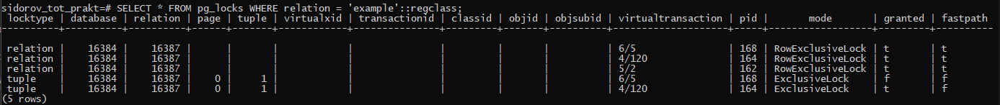 sidorov_tot_prakt=# SELECT * FROM pg_locks WHERE relation = 'example'::regclass;
 locktype | database | relation | page | tuple | virtualxid | transactionid | classid | objid | objsubid | virtualtransaction | pid |       mode       | granted | fastpath
----------+----------+----------+------+-------+------------+---------------+---------+-------+----------+--------------------+-----+------------------+---------+----------
 relation |    16384 |    16387 |      |       |            |               |         |       |          | 6/5                | 168 | RowExclusiveLock | t       | t
 relation |    16384 |    16387 |      |       |            |               |         |       |          | 4/120              | 164 | RowExclusiveLock | t       | t
 relation |    16384 |    16387 |      |       |            |               |         |       |          | 5/2                | 162 | RowExclusiveLock | t       | t
 tuple    |    16384 |    16387 |    0 |     1 |            |               |         |       |          | 6/5                | 168 | ExclusiveLock    | f       | f
 tuple    |    16384 |    16387 |    0 |     1 |            |               |         |       |          | 4/120              | 164 | ExclusiveLock    | t       | f
(5 rows)